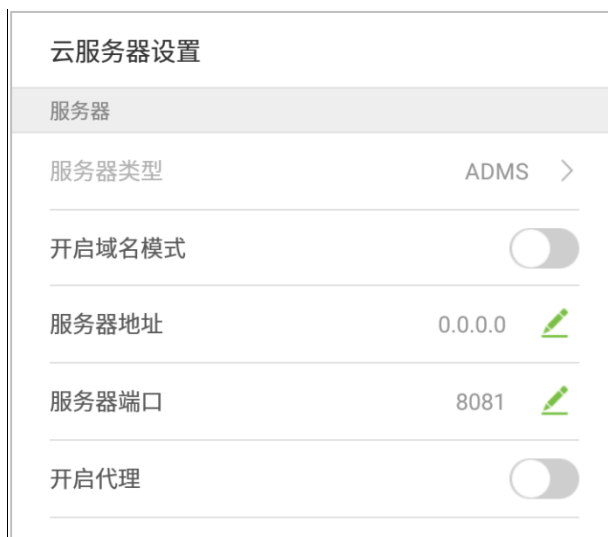 云服务器设置
服务器
服务器类型 ADMS
开启域名模式
服务器地址 0.0.0.0
服务器端口 8081
开启代理